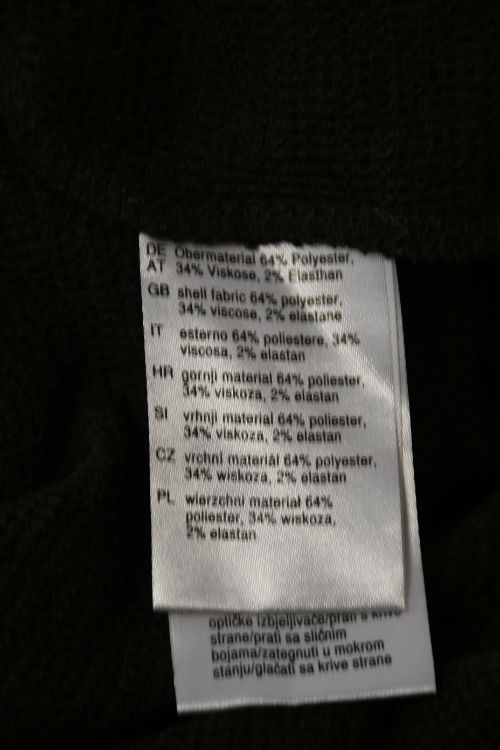 DE Obermaterial 64% Polyester,
AT 34% Viskose, 2% Elasthan
GB shell fabric 64% polyester,
34% viscose, 2% elastane
IT esterno 64% poliestere, 34%
viscosa, 2% elastan
HR gornji material 64% poliester,
34% viskoza, 2% elastan
SI vrhnji material 64% poliester,
34% viskoza, 2% elastan
CZ vrchni materiál 64% polyester,
34% wiskoza, 2% elastan
PL wierzchni materiał 64%
poliester, 34% wiskoza,
2% elastan
optičke izbjeljivače/prati s krive
strane/prati sa sličnim
bojama/zategnuti u mokrom
stanju/glačati sa krive strane